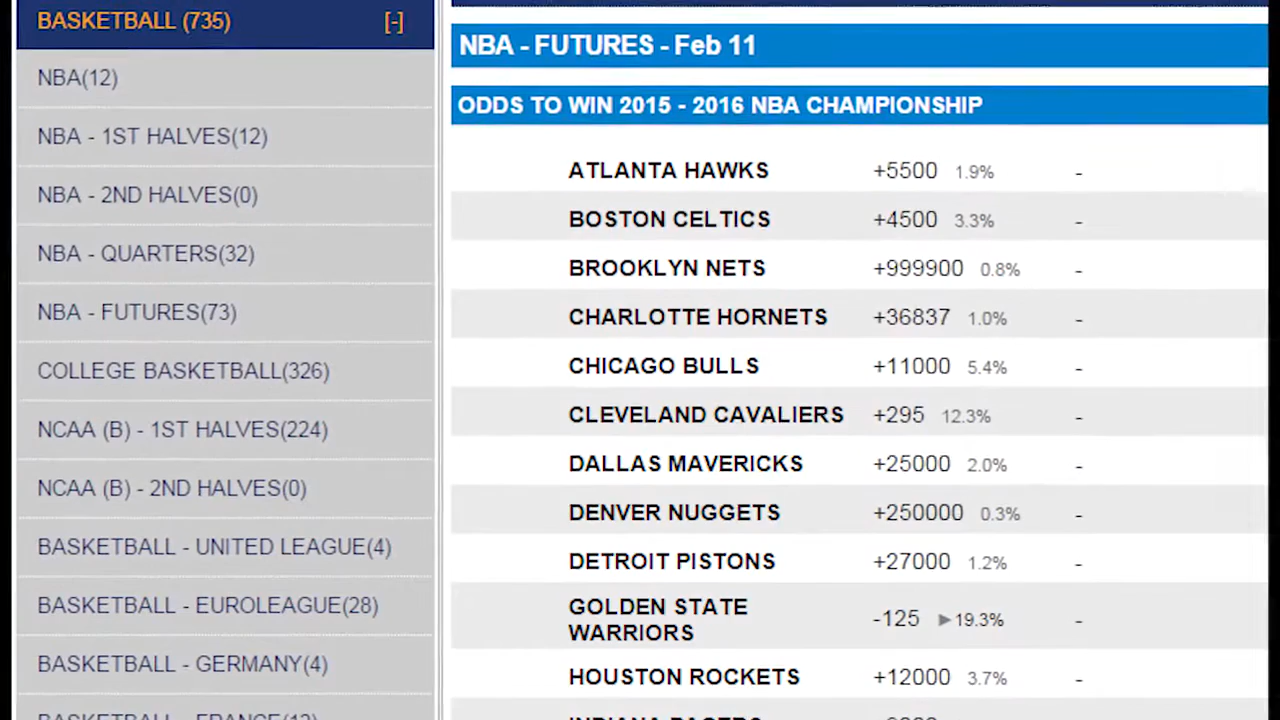 BASKETBALL (735) [-]
NBA(12)
NBA - 1ST HALVES(12)
NBA - 2ND HALVES(0)
NBA - QUARTERS(32)
NBA - FUTURES(73)
COLLEGE BASKETBALL(326)
NCAA (B) - 1ST HALVES(224)
NCAA (B) - 2ND HALVES(0)
BASKETBALL - UNITED LEAGUE(4)
BASKETBALL - EUROLEAGUE(28)
BASKETBALL - GERMANY(4)
NBA - FUTURES - Feb 11
ODDS TO WIN 2015 - 2016 NBA CHAMPIONSHIP
ATLANTA HAWKS +5500 1.9% -
BOSTON CELTICS +4500 3.3% -
BROOKLYN NETS +999900 0.8% -
CHARLOTTE HORNETS +36837 1.0% -
CHICAGO BULLS +11000 5.4% -
CLEVELAND CAVALIERS +295 12.3% -
DALLAS MAVERICKS +25000 2.0% -
DENVER NUGGETS +250000 0.3% -
DETROIT PISTONS +27000 1.2% -
GOLDEN STATE
WARRIORS -125 ►19.3% -
HOUSTON ROCKETS +12000 3.7% -